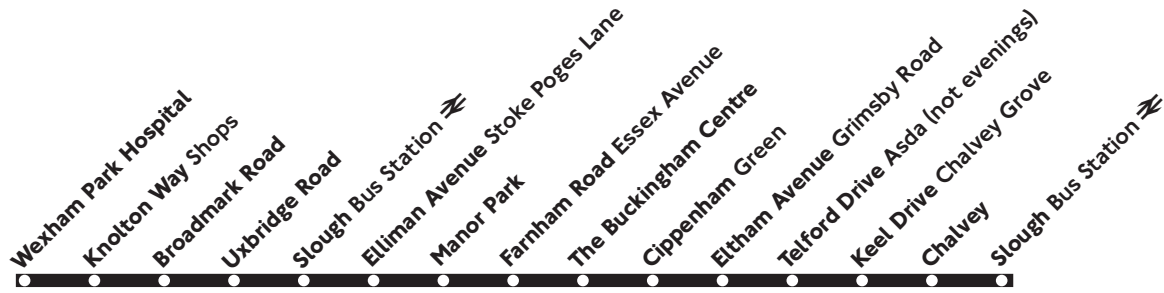 Wexham Park Hospital
Knolton Way Shops
Broadmark Road
Uxbridge Road
Slough Bus Station
Elliman Avenue Stoke Poges Lane
Manor Park
Farnham Road Essex Avenue
The Buckingham Centre
Cippenham Green
Eltham Avenue Grimsby Road
Telford Drive Asda (not evenings)
Keel Drive Chalvey Grove
Chalvey
Slough Bus Station